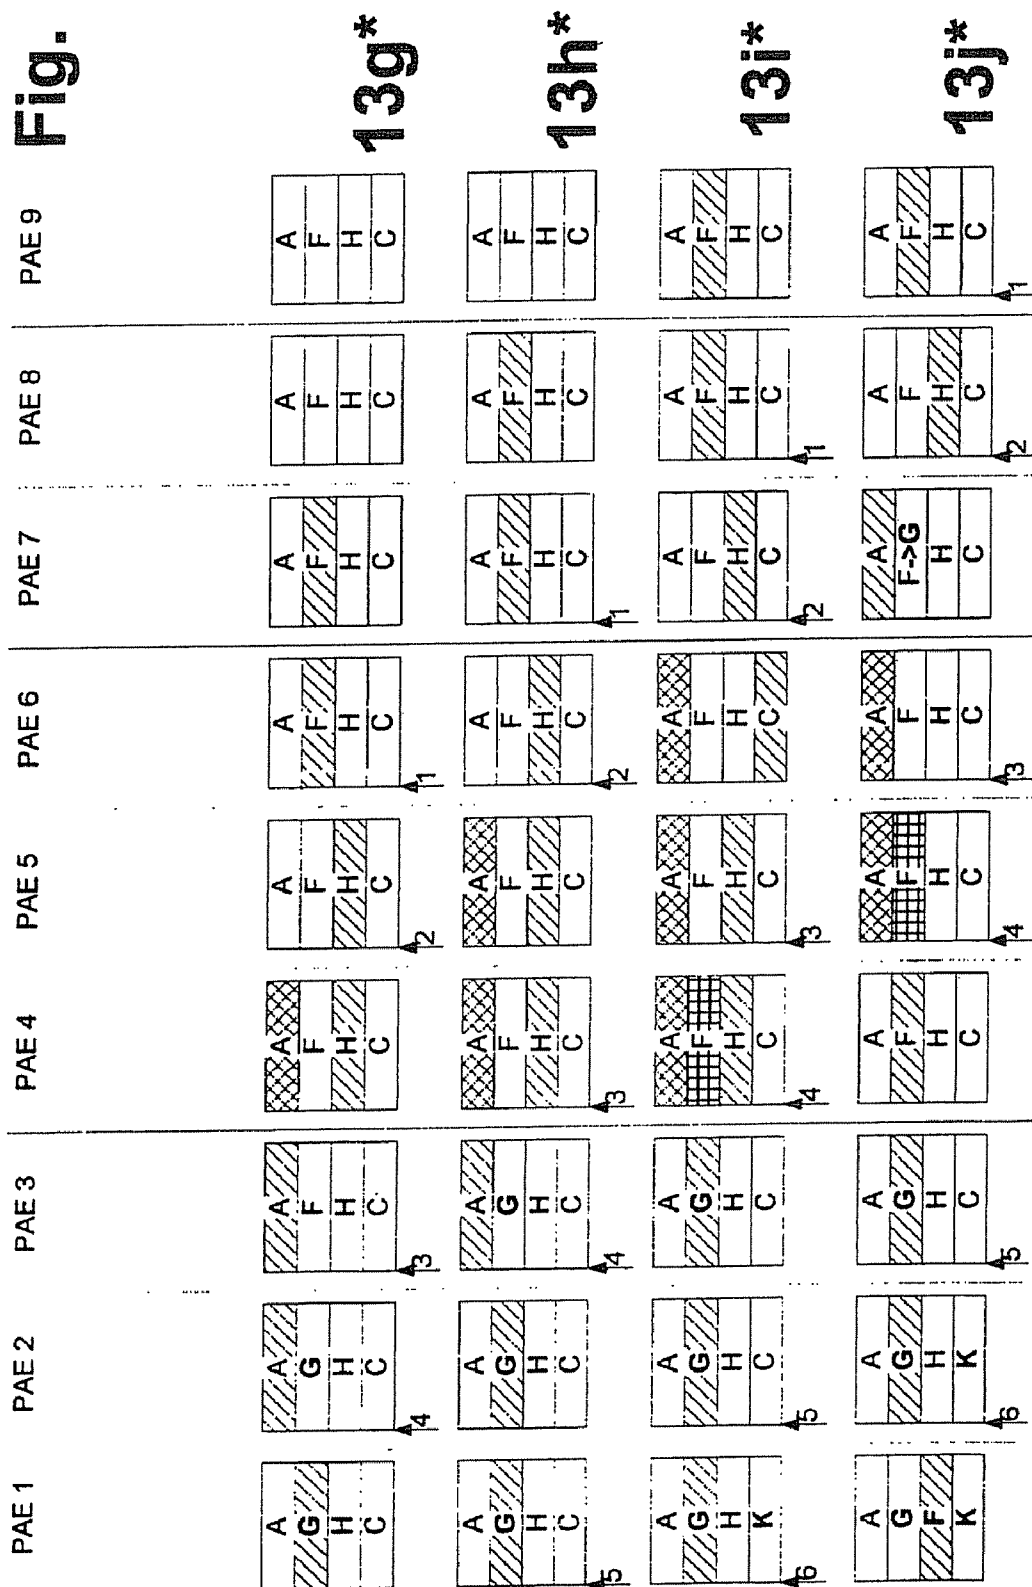 PAE 1 PAE 2 PAE 3 PAE 4 PAE 5 PAE 6 PAE 7 PAE 8 PAE 9 Fig.
A A A A A A A A A
G G F F F F F F F
H H H H H H H H H
C C C C C C C C C 13g*
4 3 2 1
A A A A A A A A A
G G G F F F F F F
H H H H H H H H H
C C C C C C C C C 13h*
5 4 3 2 1
A A A A A A A A A
G G G F F F F F F
H H H H H H H H H
K C C C C C C C C 13i*
6 5 4 3 2 1
A A A A A A A A A
G G G F F F F->G F F
F H H H H H H H H
K K C C C C C C C 13j*
6 5 4 3 2 1